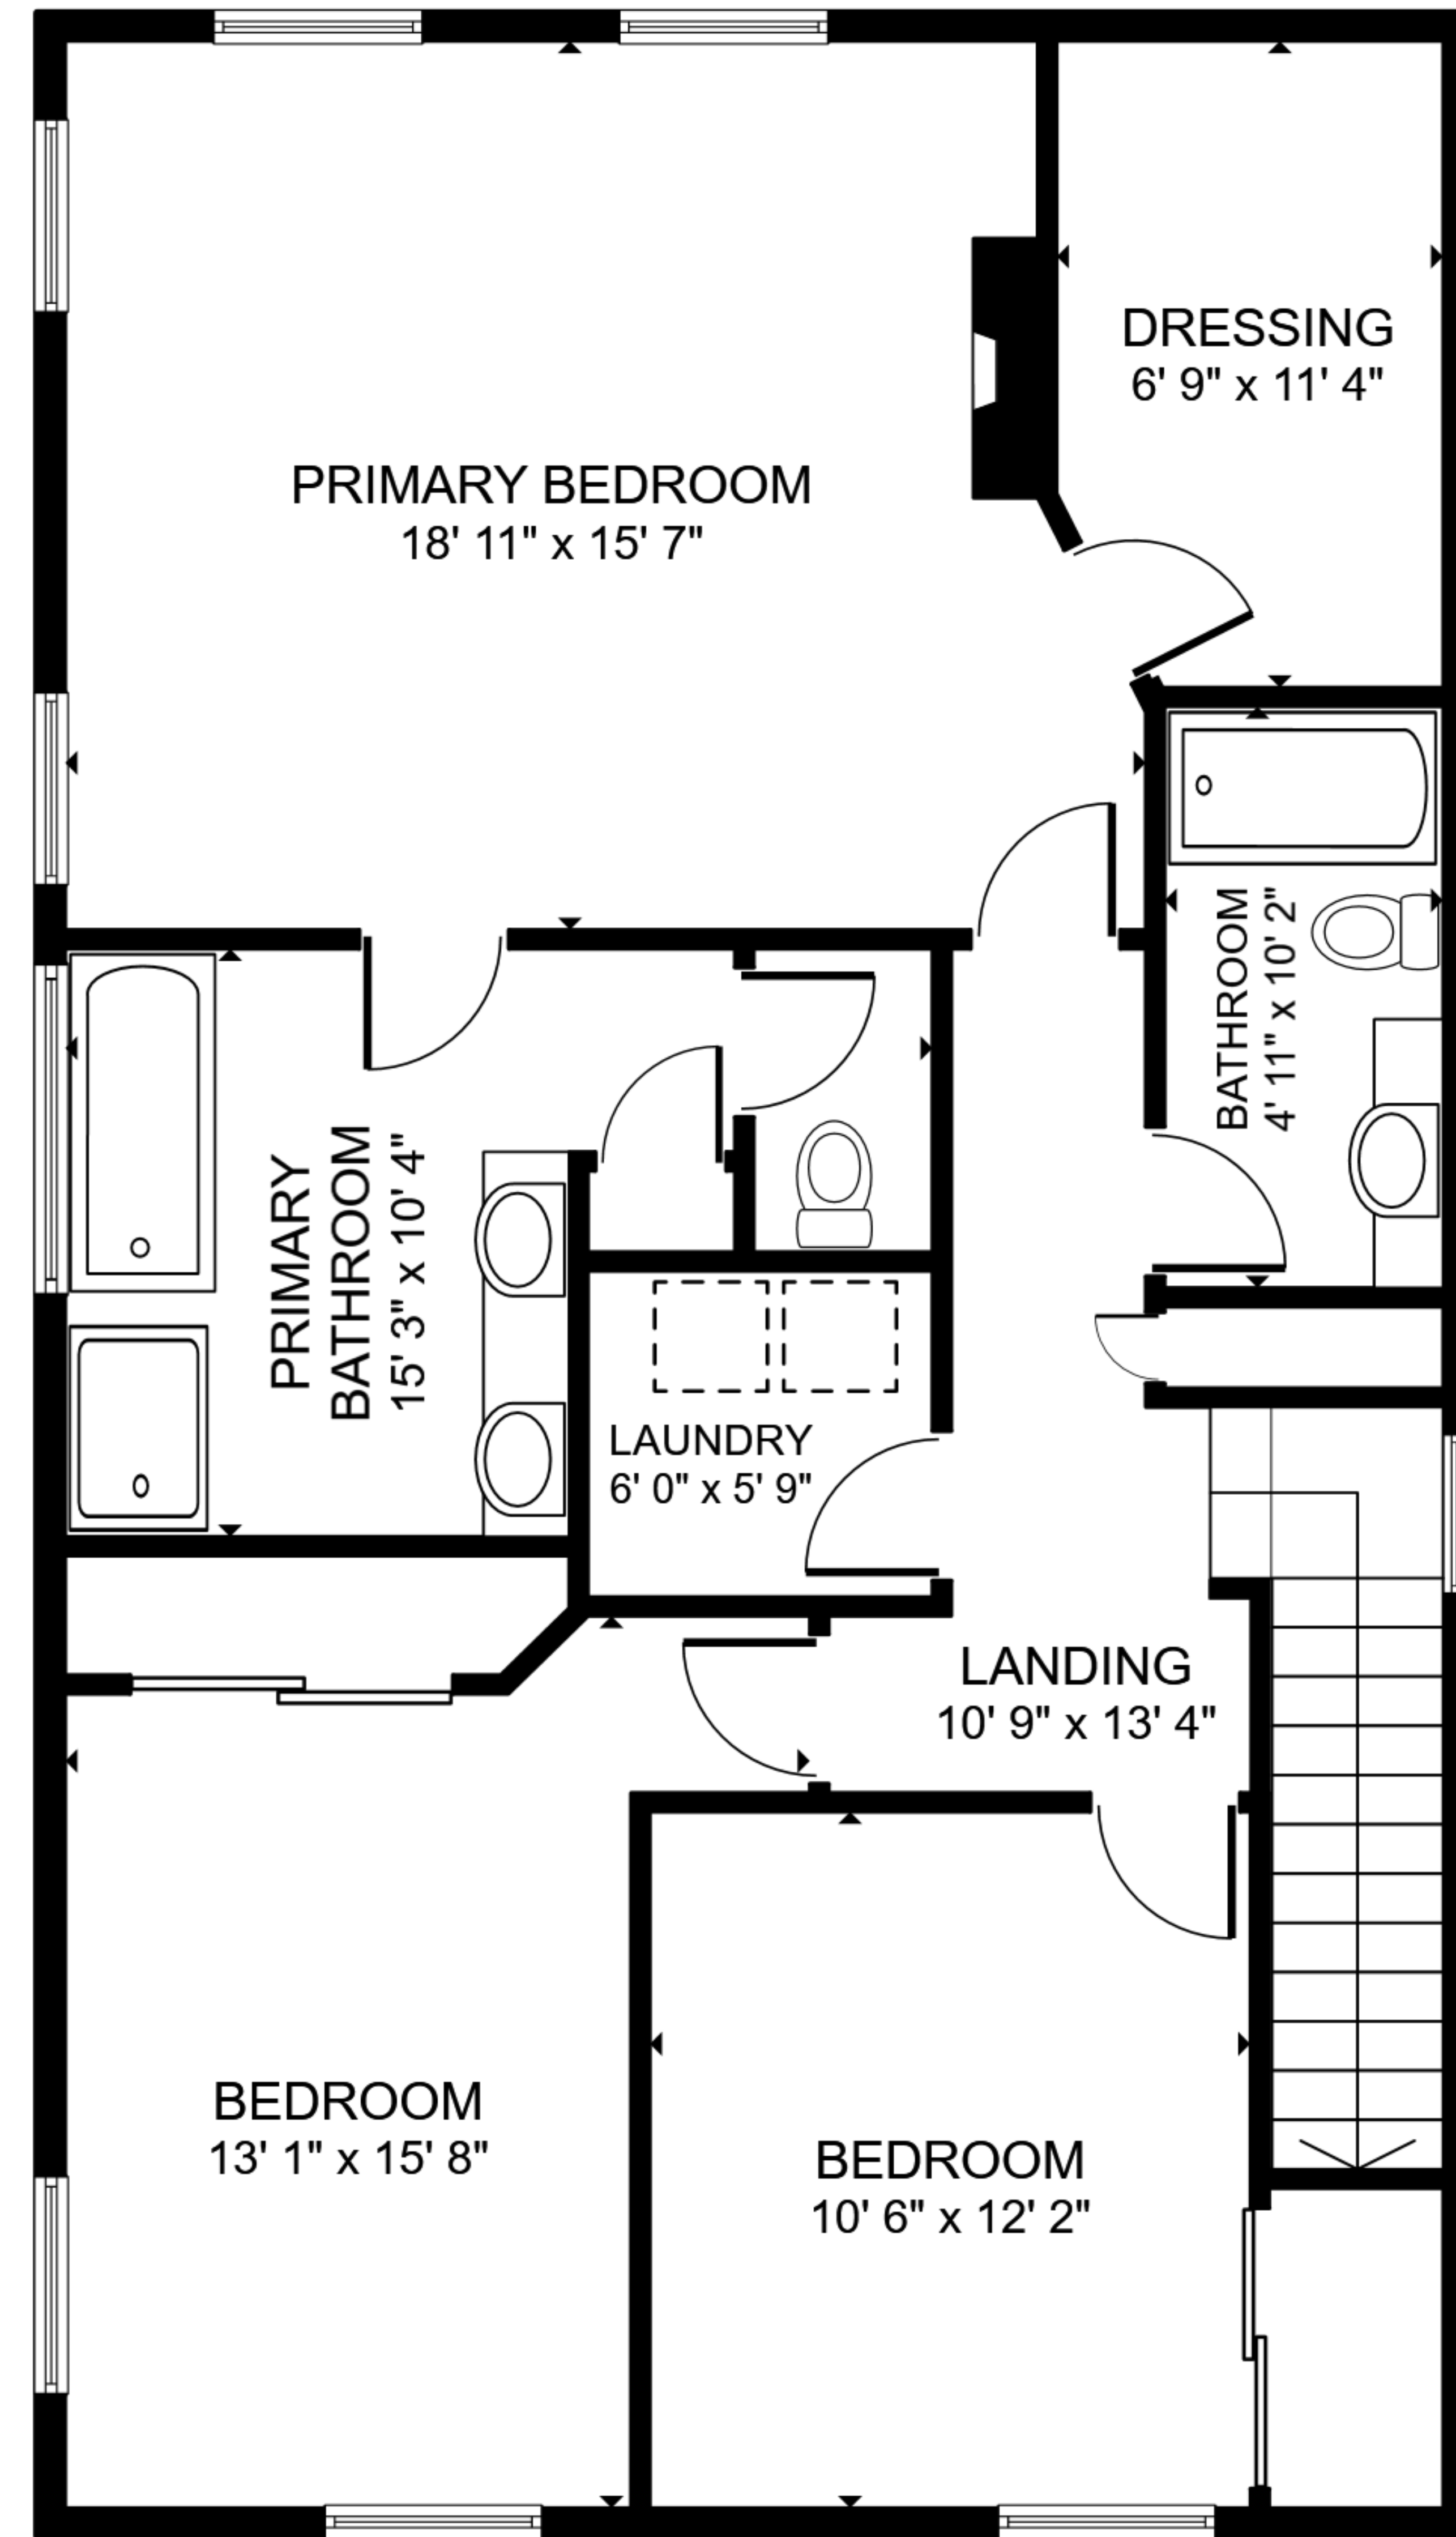 DRESSING
6' 9" x 11' 4"
PRIMARY BEDROOM
18' 11" x 15' 7"
BATHROOM
4' 11" x 10' 2"
PRIMARY
BATHROOM
15' 3" x 10' 4"
LAUNDRY
6' 0" x 5' 9"
LANDING
10' 9" x 13' 4"
BEDROOM
13' 1" x 15' 8"
BEDROOM
10' 6" x 12' 2"